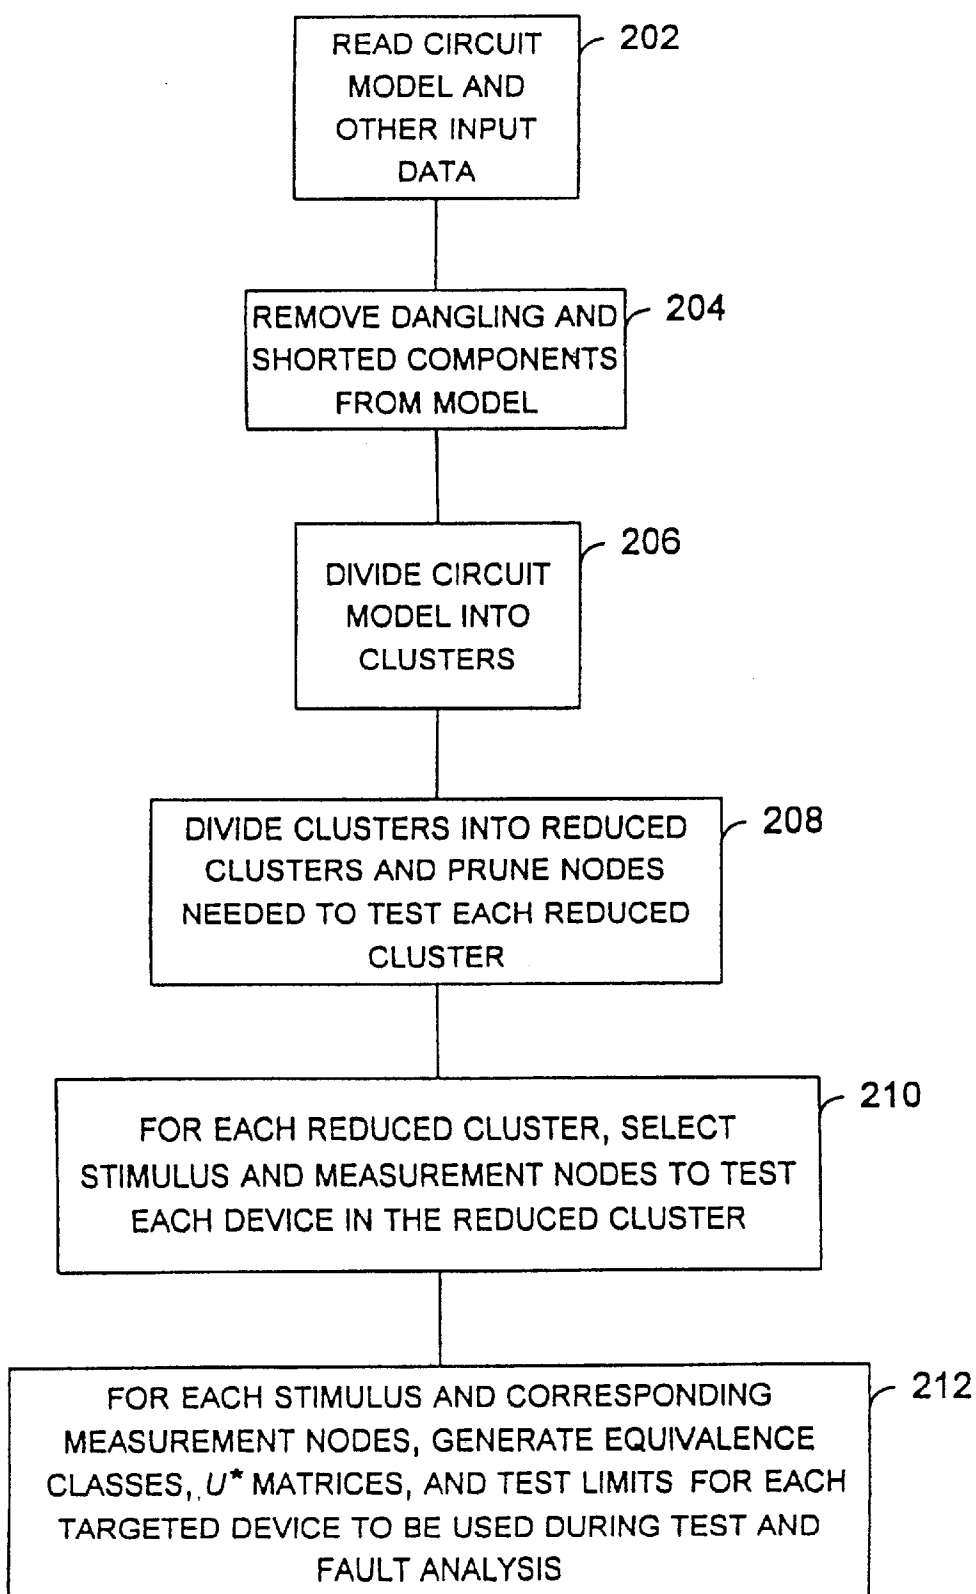 READ CIRCUIT
MODEL AND
OTHER INPUT
DATA
202
REMOVE DANGLING AND
SHORTED COMPONENTS
FROM MODEL
204
DIVIDE CIRCUIT
MODEL INTO
CLUSTERS
206
DIVIDE CLUSTERS INTO REDUCED
CLUSTERS AND PRUNE NODES
NEEDED TO TEST EACH REDUCED
CLUSTER
208
FOR EACH REDUCED CLUSTER, SELECT
STIMULUS AND MEASUREMENT NODES TO TEST
EACH DEVICE IN THE REDUCED CLUSTER
210
FOR EACH STIMULUS AND CORRESPONDING
MEASUREMENT NODES, GENERATE EQUIVALENCE
CLASSES, U* MATRICES, AND TEST LIMITS FOR EACH
TARGETED DEVICE TO BE USED DURING TEST AND
FAULT ANALYSIS
212